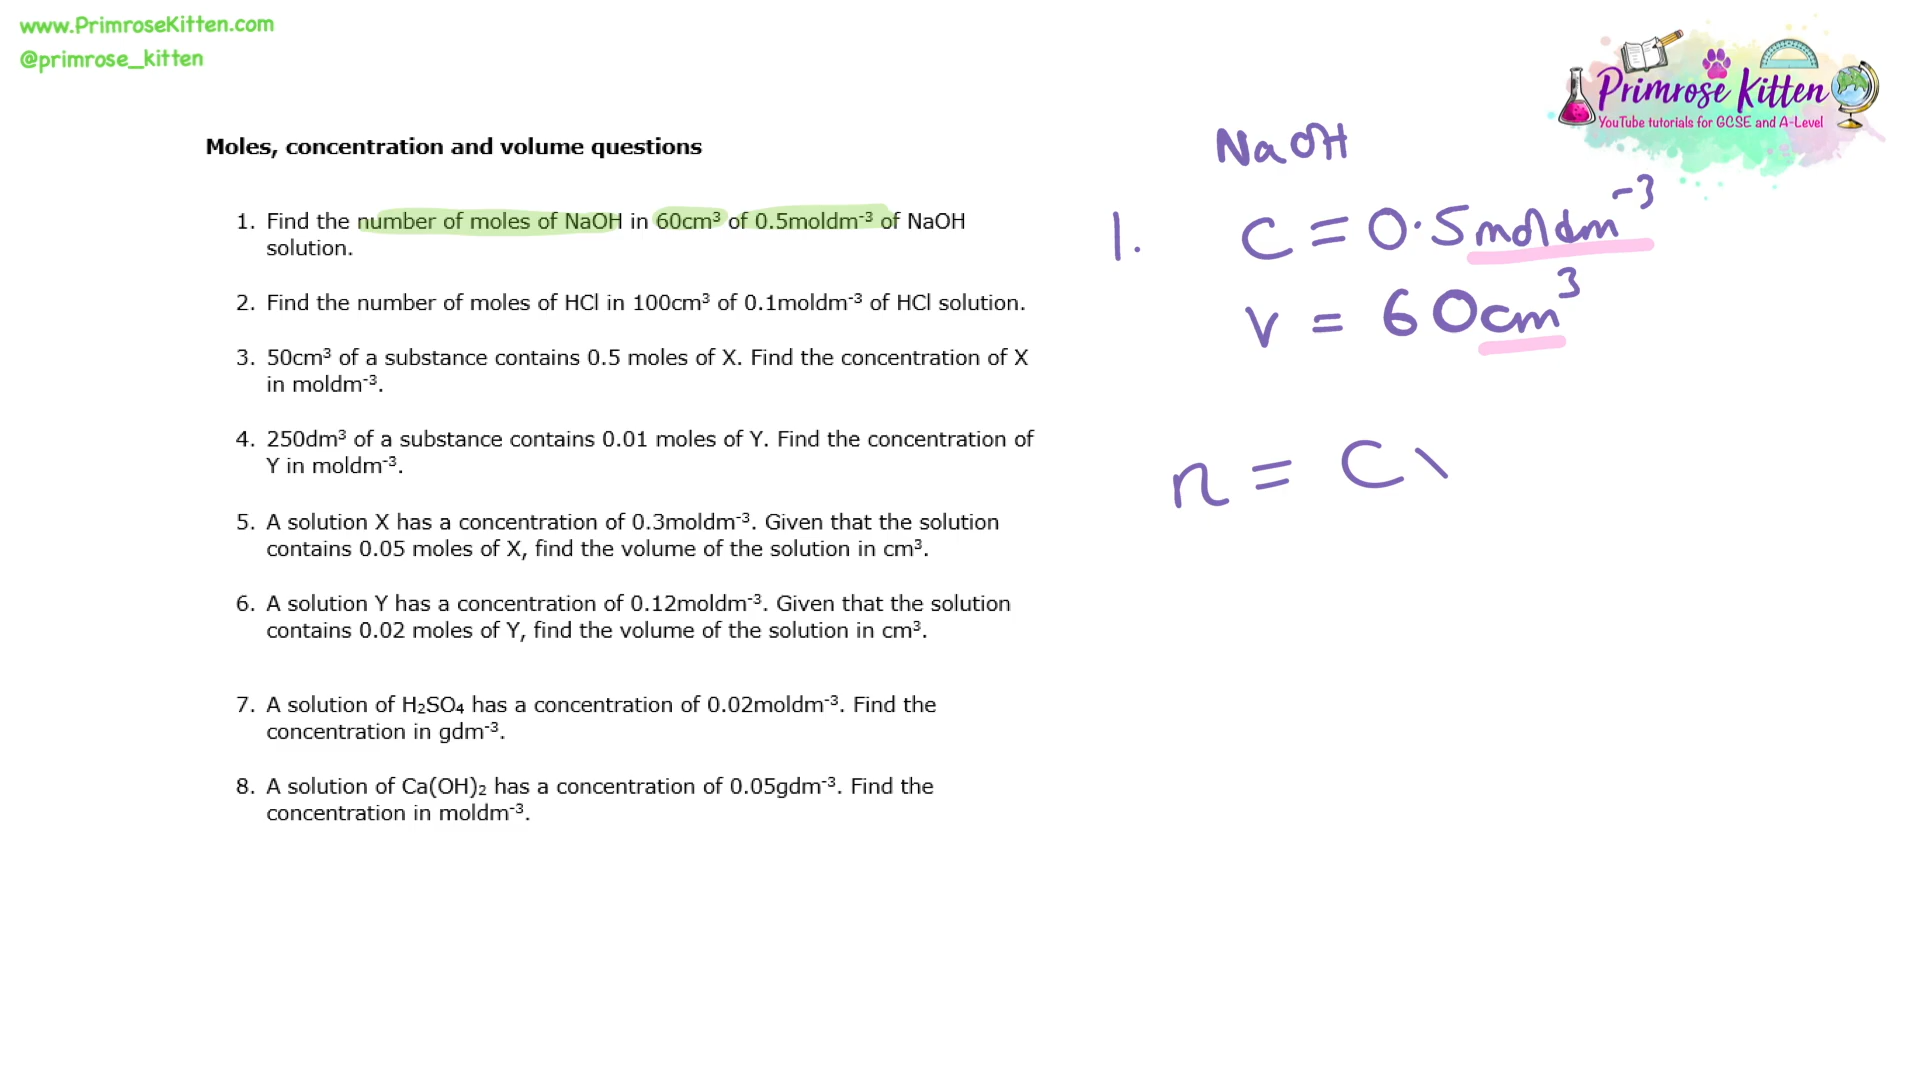 www.PrimroseKitten.com
@primrose_kitten
Primrose Kitten
YouTube tutorials for GCSE and A-Level
Moles, concentration and volume questions
1. Find the number of moles of NaOH in 60cm³ of 0.5moldm⁻³ of NaOH
solution.
2. Find the number of moles of HCl in 100cm³ of 0.1moldm⁻³ of HCl solution.
3. 50cm³ of a substance contains 0.5 moles of X. Find the concentration of X
in moldm⁻³.
4. 250dm³ of a substance contains 0.01 moles of Y. Find the concentration of
Y in moldm⁻³.
5. A solution X has a concentration of 0.3moldm⁻³. Given that the solution
contains 0.05 moles of X, find the volume of the solution in cm³.
6. A solution Y has a concentration of 0.12moldm⁻³. Given that the solution
contains 0.02 moles of Y, find the volume of the solution in cm³.
7. A solution of H₂SO₄ has a concentration of 0.02moldm⁻³. Find the
concentration in gdm⁻³.
8. A solution of Ca(OH)₂ has a concentration of 0.05gdm⁻³. Find the
concentration in moldm⁻³.
NaOH
1. C = 0.5moldm⁻³
V = 60cm³
n = C